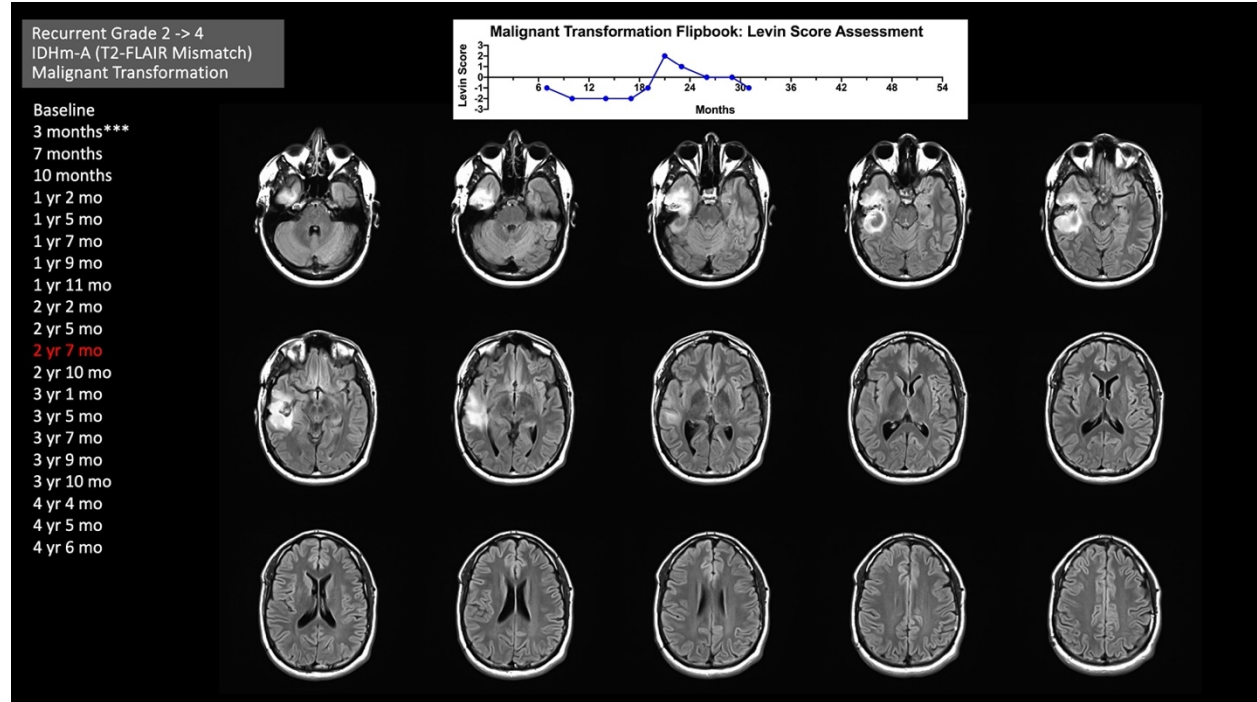 Recurrent Grade 2 -> 4
IDHm-A (T2-FLAIR Mismatch)
Malignant Transformation
Malignant Transformation Flipbook: Levin Score Assessment
Levin Score
3
2
1
0
-1
-2
-3
6
12
18
24
30
36
42
48
54
Months
Baseline
3 months***
7 months
10 months
1 yr 2 mo
1 yr 5 mo
1 yr 7 mo
1 yr 9 mo
1 yr 11 mo
2 yr 2 mo
2 yr 5 mo
2 yr 7 mo
2 yr 10 mo
3 yr 1 mo
3 yr 5 mo
3 yr 7 mo
3 yr 9 mo
3 yr 10 mo
4 yr 4 mo
4 yr 5 mo
4 yr 6 mo